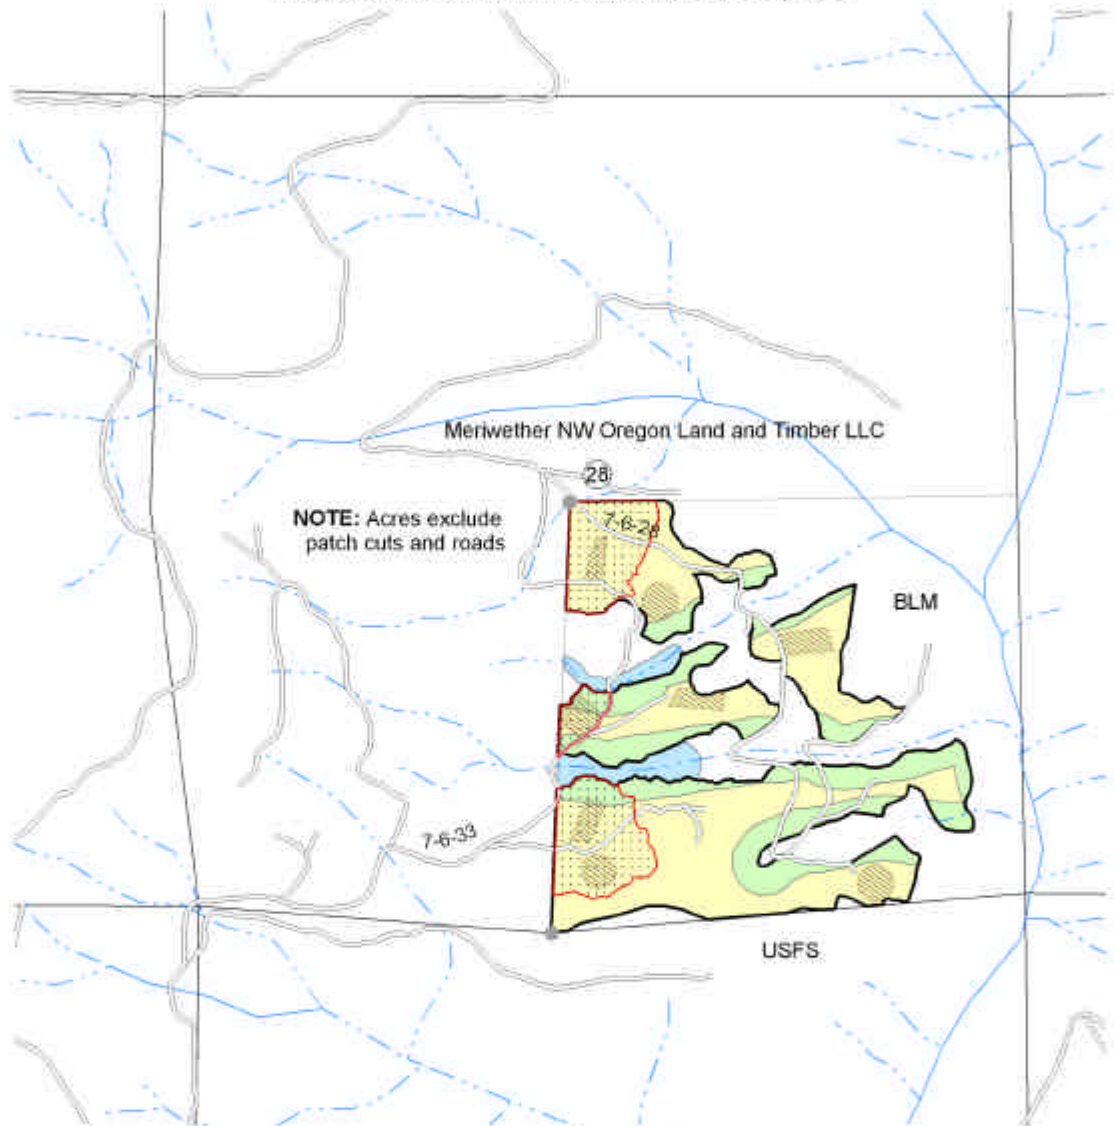 Meriwether NW Oregon Land and Timber LLC
28
NOTE: Acres exclude
patch cuts and roads
7-6-28
BLM
7-6-33
USFS